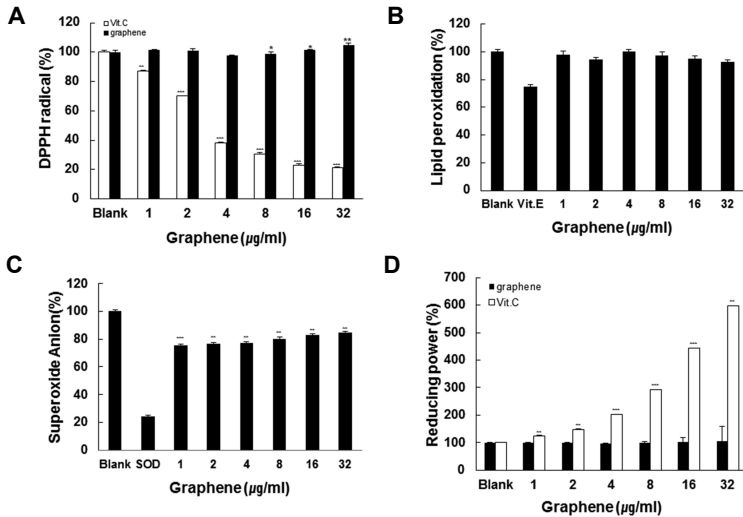 A
Vit.C
graphene
DPPH radical (%)
120
100
80
60
40
20
0
** *** *** *** *** *** * * **
Blank 1 2 4 8 16 32
Graphene (㎍/ml)
B
Lipid peroxidation (%)
120
100
80
60
40
20
0
Blank Vit.E 1 2 4 8 16 32
Graphene (㎍/ml)
C
Superoxide Anion(%)
120
100
80
60
40
20
0
*** ** ** ** ** **
Blank SOD 1 2 4 8 16 32
Graphene (㎍/ml)
D
graphene
Vit.C
Reducing power (%)
700
600
500
400
300
200
100
0
** ** *** *** *** **
Blank 1 2 4 8 16 32
Graphene (㎍/ml)